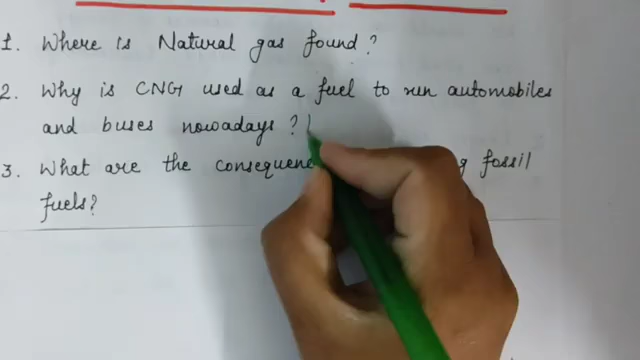 1. Where is Natural gas found?
2. Why is CNG used as a fuel to run automobiles
and buses nowadays?
3. What are the fossil
fuels?